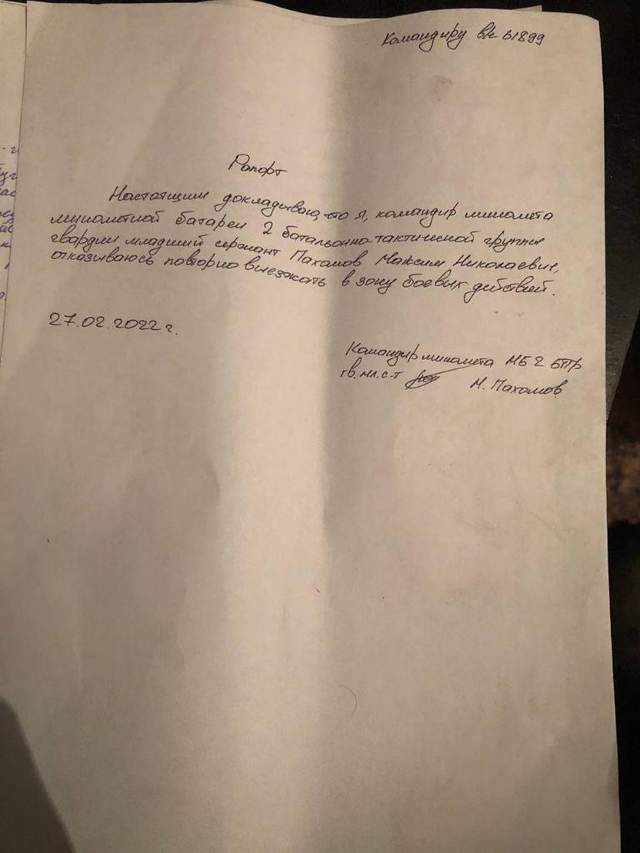 Командиру в/ч 61899
Рапорт
Настоящим докладываю, что я, командир миномета
минометной батареи 2 батальонно-тактической группы
гвардии младший сержант Пахомов Максим Николаевич,
отказываюсь повторно выезжать в зону боевых действий.
27.02.2022 г.
Командир миномета МБ 2 БТГр
гв. мл. с-т М. Пахомов